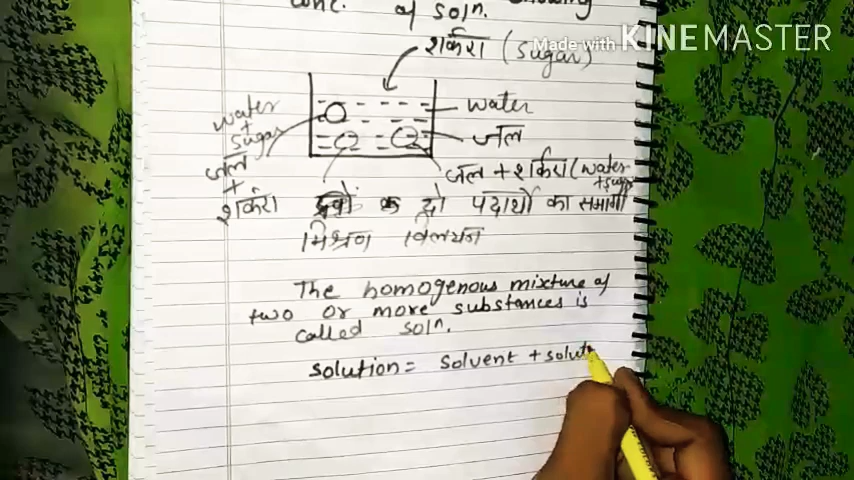 of soln.
शर्करा (sugar)
Made with KINEMASTER
water + sugar
water
जल
जल + शर्करा
जल + शर्करा (water + sugar
दो पदार्थो का समांगी
मिश्रण विलयन
The homogenous mixture of
two or more substances is
called soln.
solution = solvent + solut